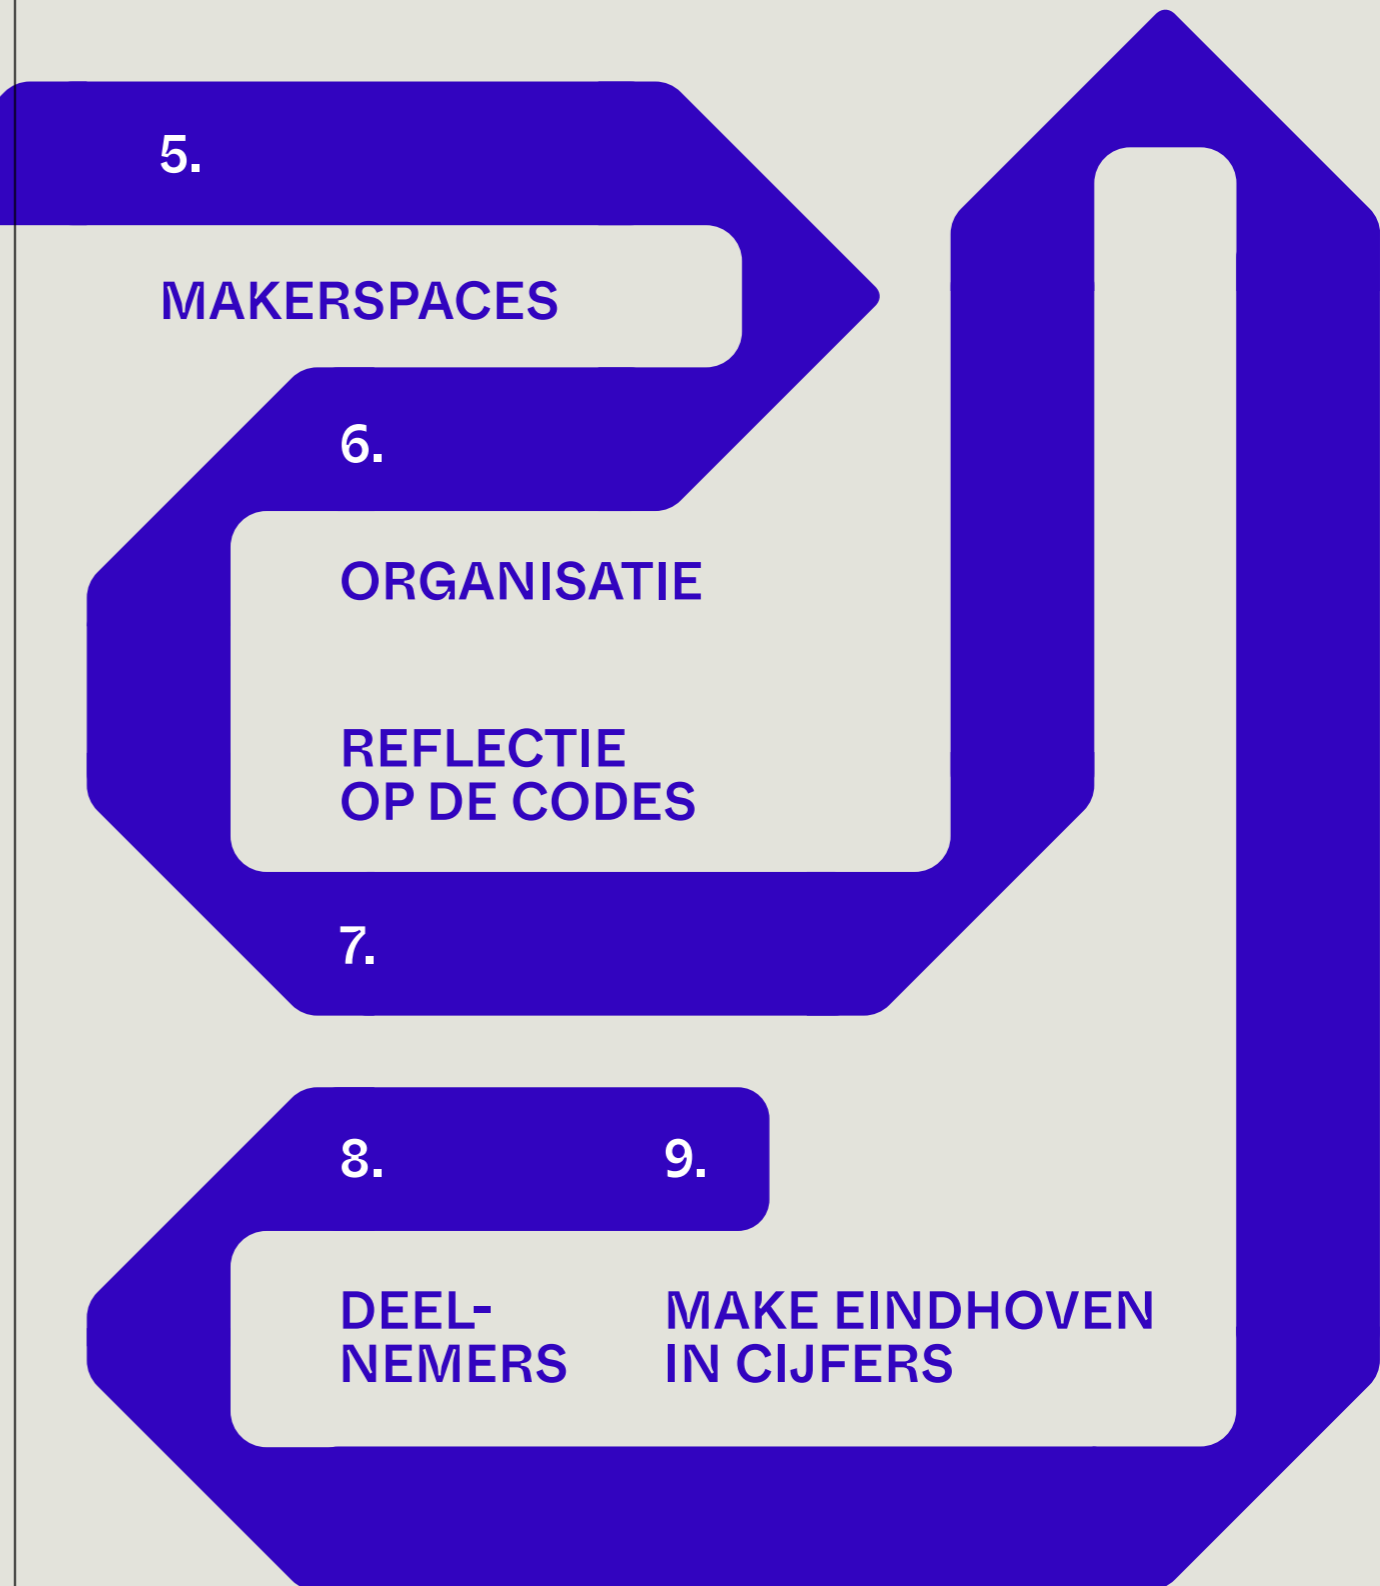 5.
MAKERSPACES
6.
ORGANISATIE
REFLECTIE
OP DE CODES
7.
8.
DEEL-
NEMERS
9.
MAKE EINDHOVEN
IN CIJFERS